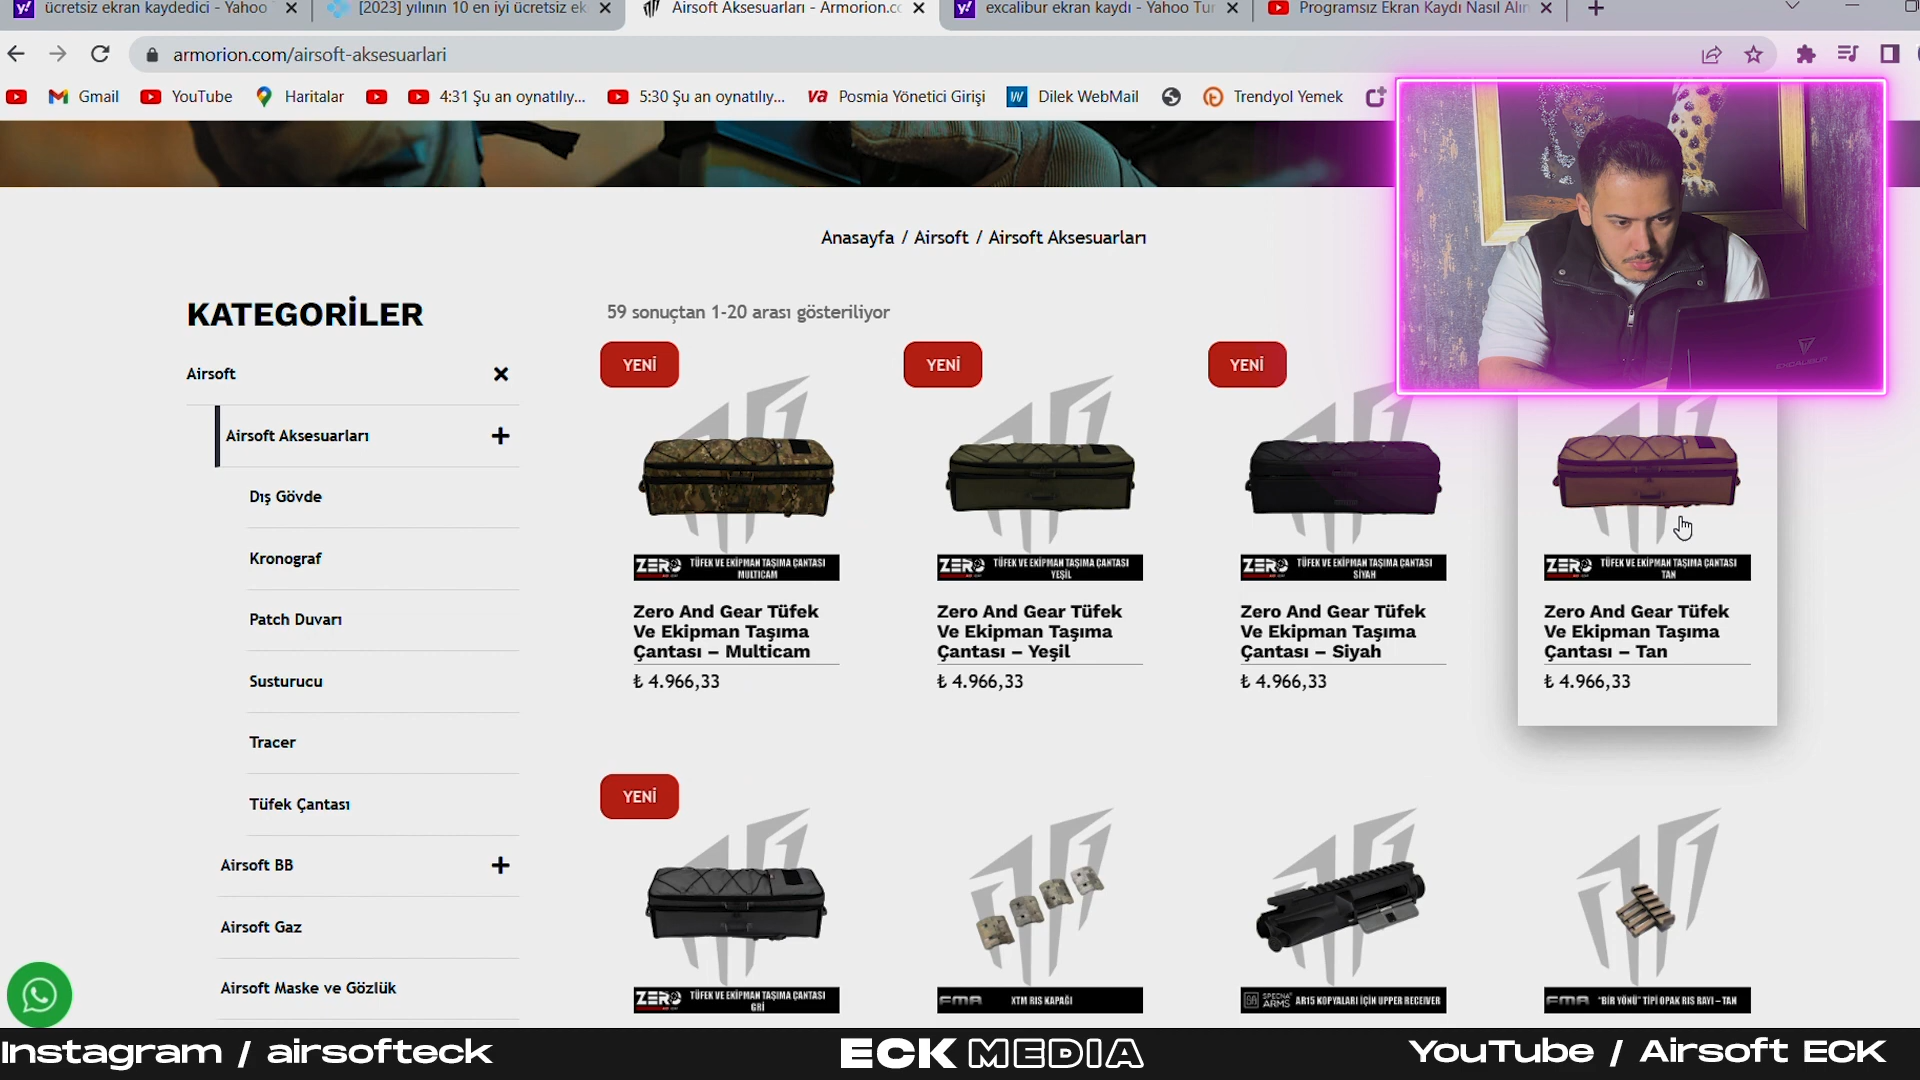 ücretsiz ekran kaydedici - Yahoo
[2023] yılının 10 en iyi ücretsiz ek
Airsoft Aksesuarları - Armorion.co
excalibur ekran kaydı - Yahoo Tur
Programsız Ekran Kaydı Nasıl Alın
armorion.com/airsoft-aksesuarlari
Gmail
YouTube
Haritalar
4:31 Şu an oynatılıy...
5:30 Şu an oynatılıy...
Posmia Yönetici Girişi
Dilek WebMail
Trendyol Yemek
EXCALIBUR
Anasayfa / Airsoft / Airsoft Aksesuarları
KATEGORİLER
Airsoft
Airsoft Aksesuarları
Dış Gövde
Kronograf
Patch Duvarı
Susturucu
Tracer
Tüfek Çantası
Airsoft BB
Airsoft Gaz
Airsoft Maske ve Gözlük
59 sonuçtan 1-20 arası gösteriliyor
YENİ
YENİ
YENİ
ZERO TÜFEK VE EKİPMAN TAŞIMA ÇANTASI
MULTICAM
ZERO TÜFEK VE EKİPMAN TAŞIMA ÇANTASI
YEŞİL
ZERO TÜFEK VE EKİPMAN TAŞIMA ÇANTASI
SİYAH
ZERO TÜFEK VE EKİPMAN TAŞIMA ÇANTASI
TAN
Zero And Gear Tüfek
Ve Ekipman Taşıma
Çantası – Multicam
₺ 4.966,33
Zero And Gear Tüfek
Ve Ekipman Taşıma
Çantası – Yeşil
₺ 4.966,33
Zero And Gear Tüfek
Ve Ekipman Taşıma
Çantası – Siyah
₺ 4.966,33
Zero And Gear Tüfek
Ve Ekipman Taşıma
Çantası – Tan
₺ 4.966,33
YENİ
ZERO TÜFEK VE EKİPMAN TAŞIMA ÇANTASI
GRİ
FMA XTM RIS KAPAĞI
SPECNA ARMS AR15 KOPYALARI İÇİN UPPER RECEIVER
FMA "BİR YÖNÜ" TİPİ OPAK RIS RAYI – TAN
Instagram / airsofteck
ECK MEDIA
YouTube / Airsoft ECK